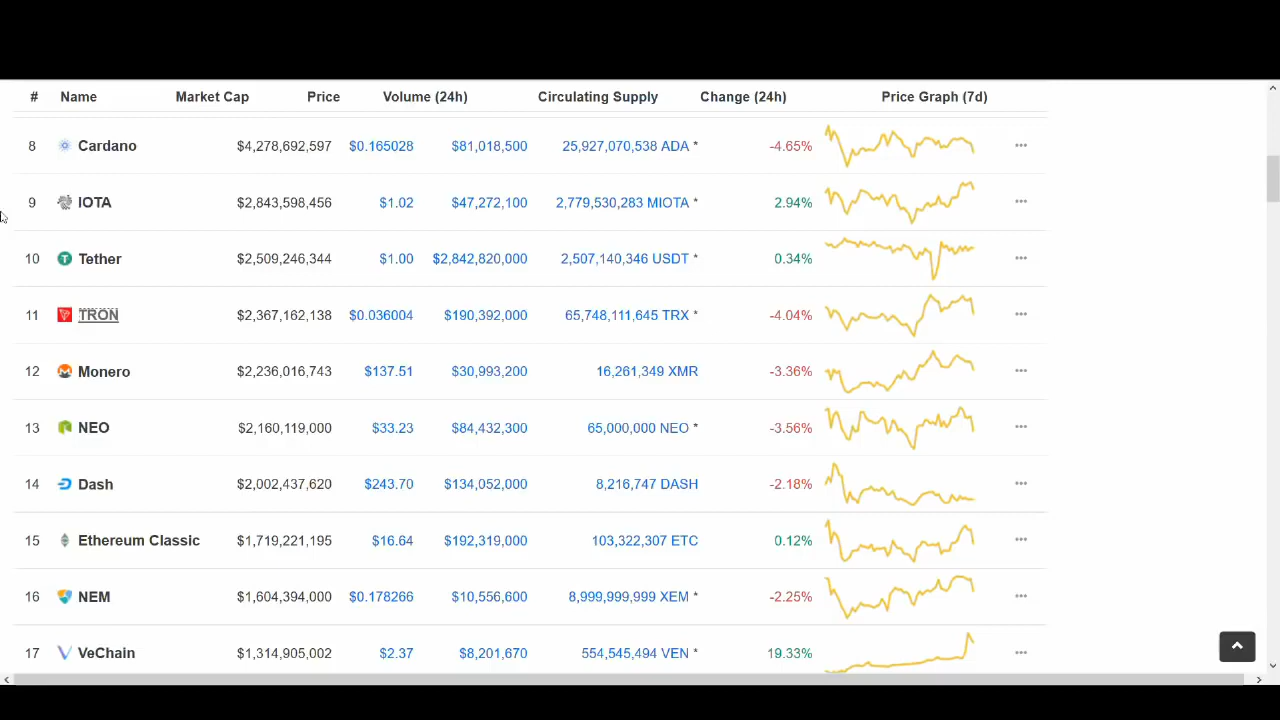 # Name Market Cap Price Volume (24h) Circulating Supply Change (24h) Price Graph (7d)
8 Cardano $4,278,692,597 $0.165028 $81,018,500 25,927,070,538 ADA * -4.65%
9 IOTA $2,843,598,456 $1.02 $47,272,100 2,779,530,283 MIOTA * 2.94%
10 Tether $2,509,246,344 $1.00 $2,842,820,000 2,507,140,346 USDT * 0.34%
11 TRON $2,367,162,138 $0.036004 $190,392,000 65,748,111,645 TRX * -4.04%
12 Monero $2,236,016,743 $137.51 $30,993,200 16,261,349 XMR -3.36%
13 NEO $2,160,119,000 $33.23 $84,432,300 65,000,000 NEO * -3.56%
14 Dash $2,002,437,620 $243.70 $134,052,000 8,216,747 DASH -2.18%
15 Ethereum Classic $1,719,221,195 $16.64 $192,319,000 103,322,307 ETC 0.12%
16 NEM $1,604,394,000 $0.178266 $10,556,600 8,999,999,999 XEM * -2.25%
17 VeChain $1,314,905,002 $2.37 $8,201,670 554,545,494 VEN * 19.33%